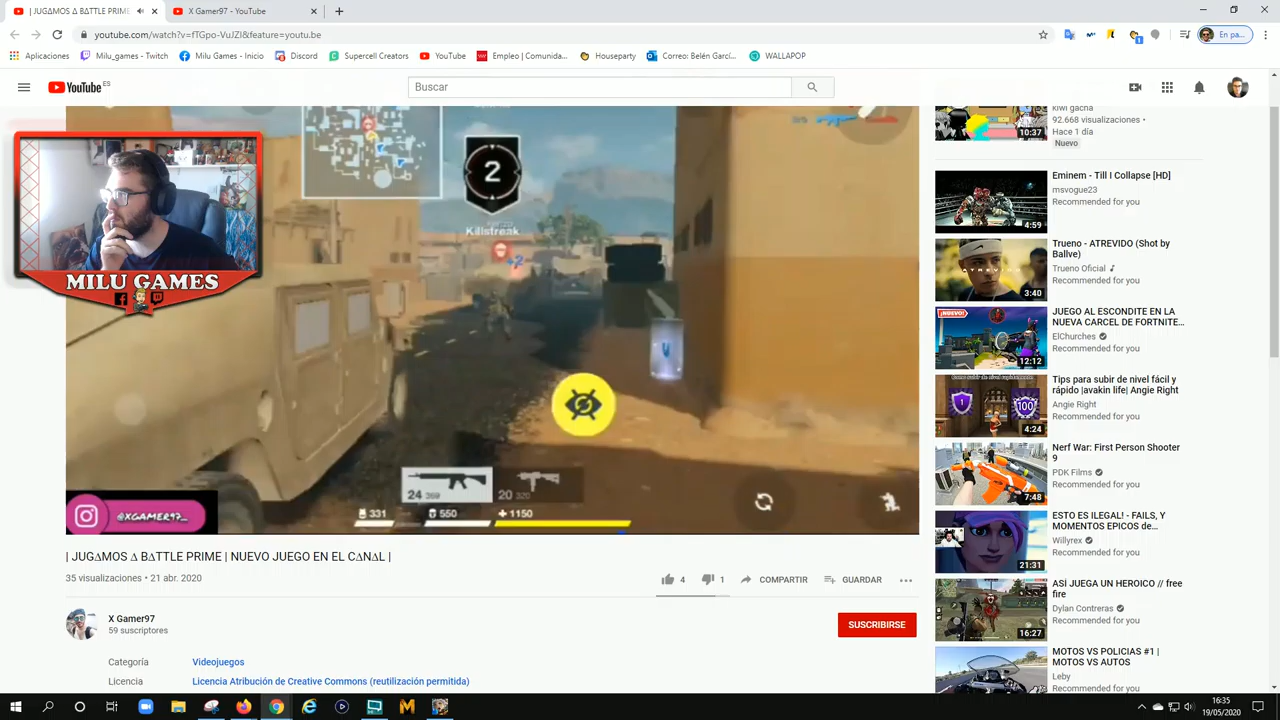 | JUGΔMOS Δ BΔTTLE PRIME
X Gamer97 - YouTube
youtube.com/watch?v=fTGpo-VuJZI&feature=youtu.be
En pa...
Aplicaciones
Milu_games - Twitch
Milu Games - Inicio
Discord
Supercell Creators
YouTube
Empleo | Comunida...
Houseparty
Correo: Belén Garcí...
WALLAPOP
YouTube ES
Buscar
kiwi gacha
92.668 visualizaciones •
Hace 1 día
Nuevo
10:37
2
Killstreak
+2
MILU GAMES
Eminem - Till I Collapse [HD]
msvogue23
Recommended for you
4:59
Trueno - ATREVIDO (Shot by
Ballve)
Trueno Oficial
Recommended for you
ATREVIDO
3:40
¡NUEVO!
JUEGO AL ESCONDITE EN LA
NUEVA CARCEL DE FORTNITE...
ElChurches
Recommended for you
12:12
Tips para subir de nivel fácil y
rápido |avakin life| Angie Right
Angie Right
Recommended for you
1
100
4:24
Nerf War: First Person Shooter
9
PDK Films
Recommended for you
7:48
ESTO ES ILEGAL! - FAILS, Y
MOMENTOS EPICOS de...
Willyrex
Recommended for you
21:31
ASÍ JUEGA UN HEROICO // free
fire
Dylan Contreras
Recommended for you
16:27
MOTOS VS POLICIAS #1 |
MOTOS VS AUTOS
Leby
Recommended for you
24 369
20 320
331
550
+1150
@XGAMER97_
| JUGΔMOS Δ BΔTTLE PRIME | NUEVO JUEGO EN EL CΔNΔL |
35 visualizaciones • 21 abr. 2020
4
1
COMPARTIR
GUARDAR
X Gamer97
59 suscriptores
SUSCRIBIRSE
Categoría
Videojuegos
Licencia
Licencia Atribución de Creative Commons (reutilización permitida)
16:35
19/05/2020